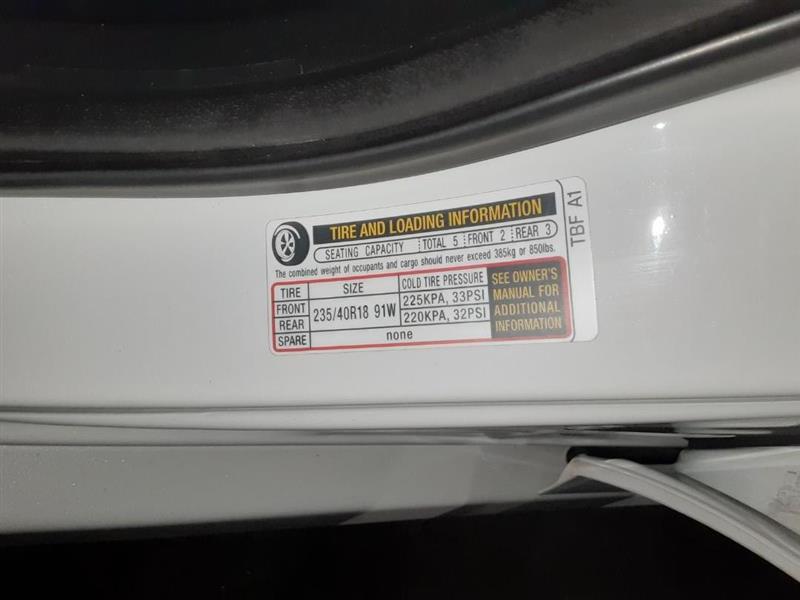 TIRE AND LOADING INFORMATION
SEATING CAPACITY TOTAL 5 FRONT 2 REAR 3
The combined weight of occupants and cargo should never exceed 385kg or 850lbs.
TIRE SIZE COLD TIRE PRESSURE
FRONT 235/40R18 91W 225KPA, 33PSI
REAR 220KPA, 32PSI
SPARE none
SEE OWNER'S
MANUAL FOR
ADDITIONAL
INFORMATION
TBF A1